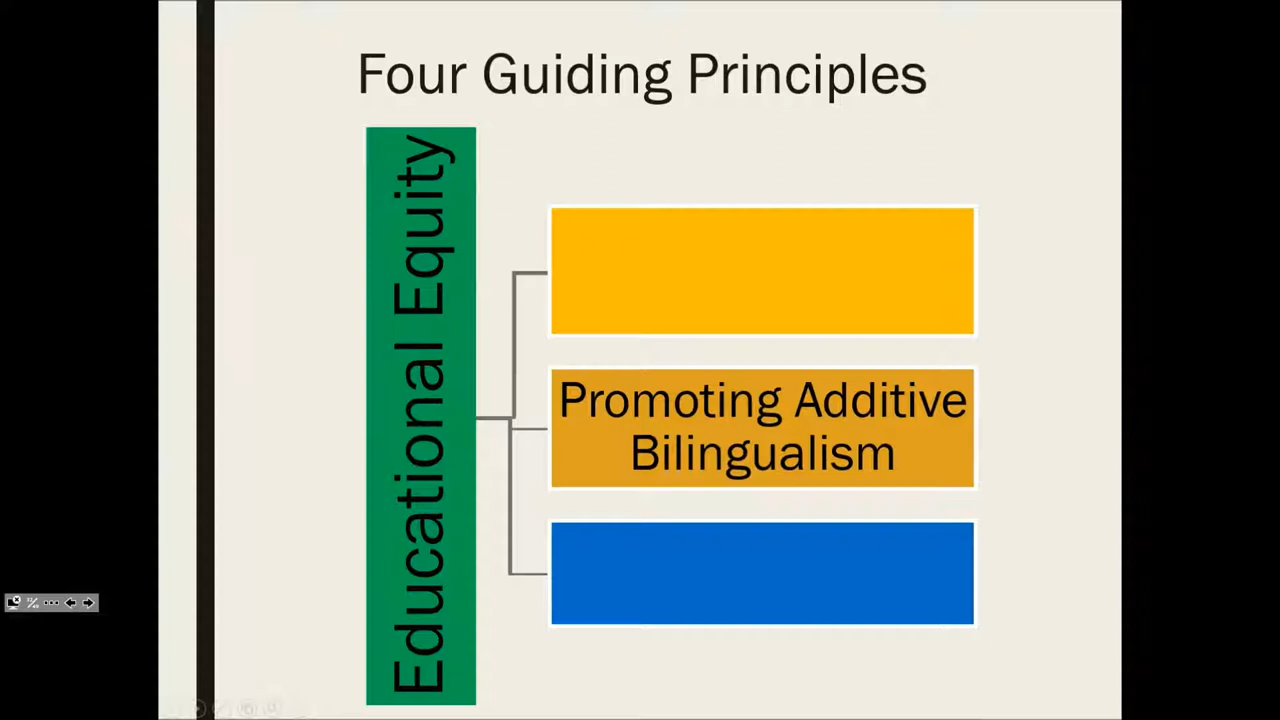 Four Guiding Principles
Educational Equity
Promoting Additive
Bilingualism